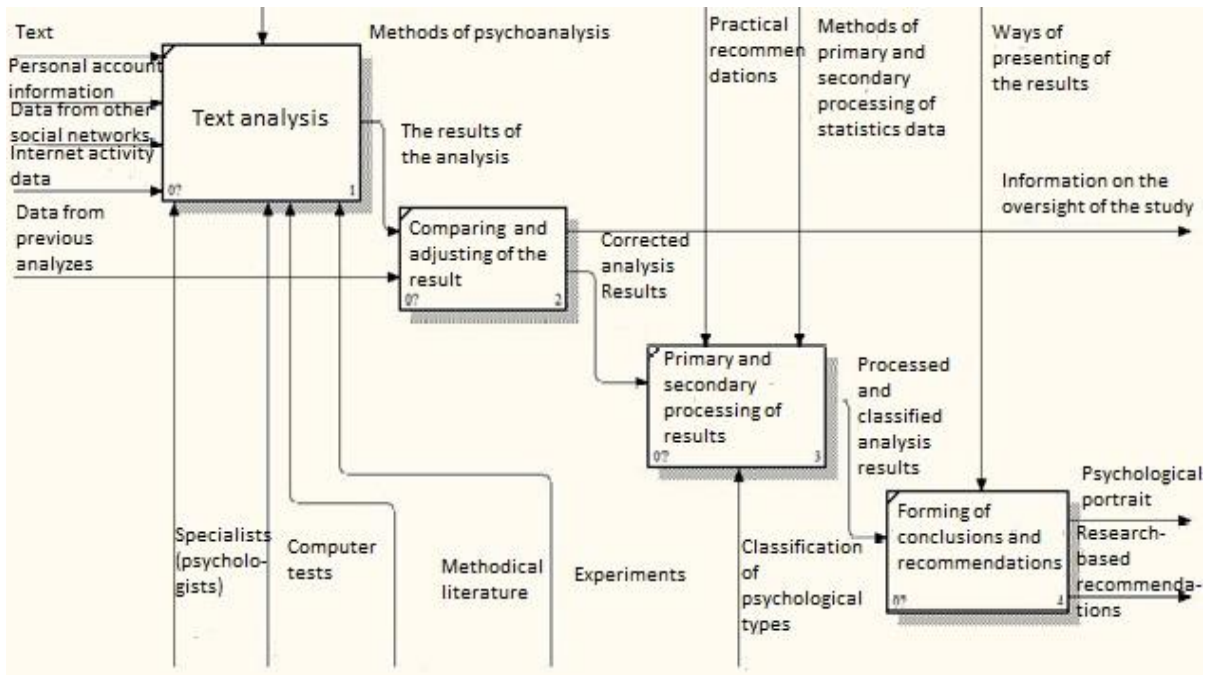 Text
Personal account
information
Data from other
social networks
Internet activity
data
Data from
previous
analyzes
Methods of psychoanalysis
Text analysis
0?
1
The results of
the analysis
Comparing and
adjusting of the
result
0?
2
Corrected
analysis
Results
Practical
recommen
dations
Methods of
primary and
secondary
processing of
statistics data
Ways of
presenting of
the results
Information on the
oversight of the study
Primary and
secondary
processing of
results
0?
3
Processed
and
classified
analysis
results
Forming of
conclusions and
recommendations
0?
4
Psychological
portrait
Research-
based
recommenda-
tions
Specialists
(psycholo-
gists)
Computer
tests
Methodical
literature
Experiments
Classification
of
psychological
types